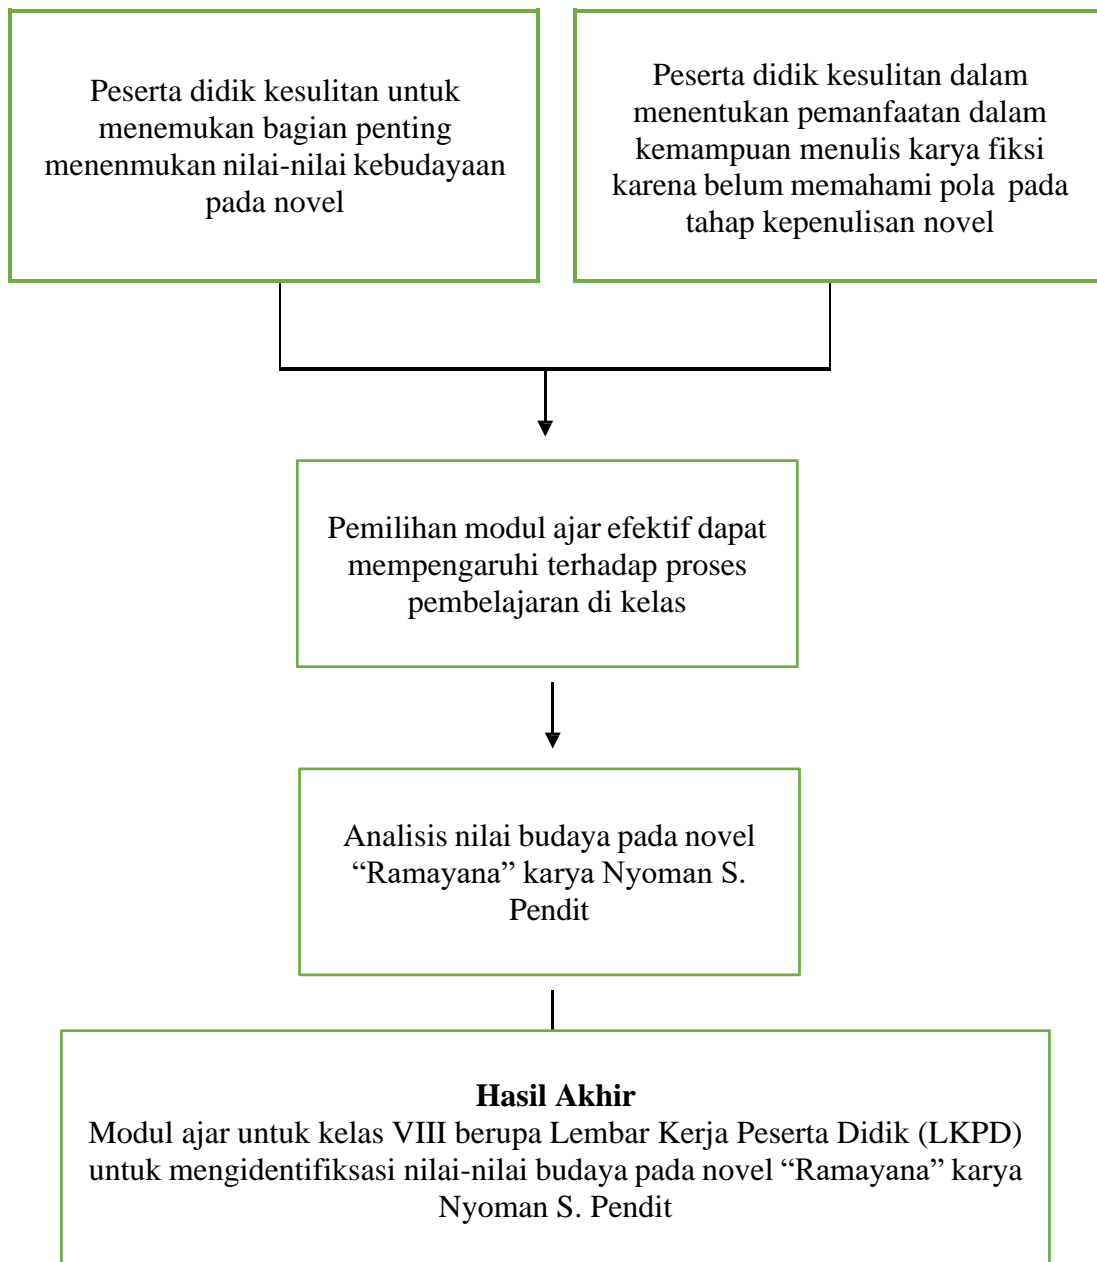 Peserta didik kesulitan untuk
menemukan bagian penting
menenmukan nilai-nilai kebudayaan
pada novel
Peserta didik kesulitan dalam
menentukan pemanfaatan dalam
kemampuan menulis karya fiksi
karena belum memahami pola pada
tahap kepenulisan novel
Pemilihan modul ajar efektif dapat
mempengaruhi terhadap proses
pembelajaran di kelas
Analisis nilai budaya pada novel
“Ramayana” karya Nyoman S.
Pendit
Hasil Akhir
Modul ajar untuk kelas VIII berupa Lembar Kerja Peserta Didik (LKPD)
untuk mengidentifiksasi nilai-nilai budaya pada novel “Ramayana” karya
Nyoman S. Pendit